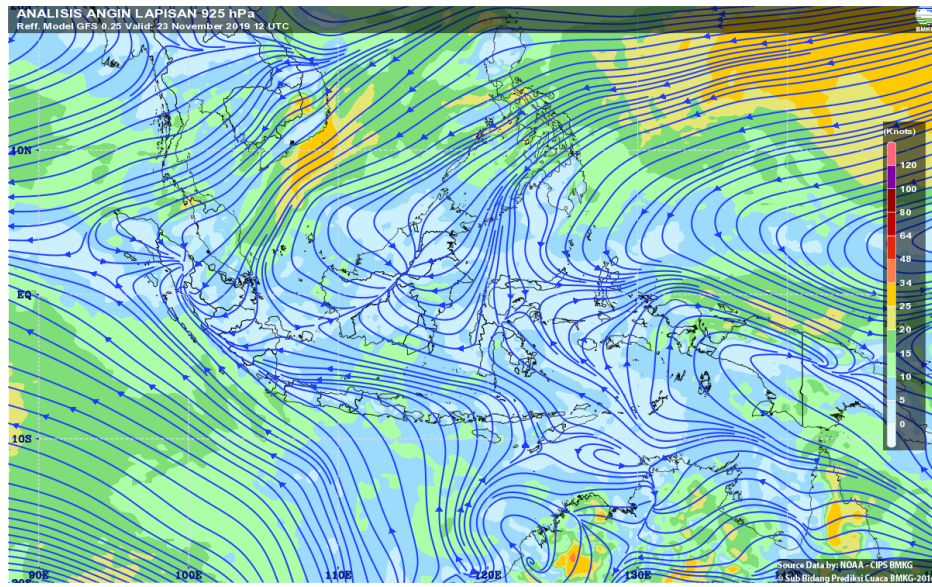 ANALISIS ANGIN LAPISAN 925 hPa
Reff. Model GFS 0.25 Valid: 23 November 2019 12 UTC
BMKG
(Knots)
120
100
80
64
48
34
25
20
15
10
5
0
10N
EQ
10S
90E
100E
110E
120E
130E
Source Data by: NOAA - CIPS BMKG
© Sub Bidang Prediksi Cuaca BMKG-201